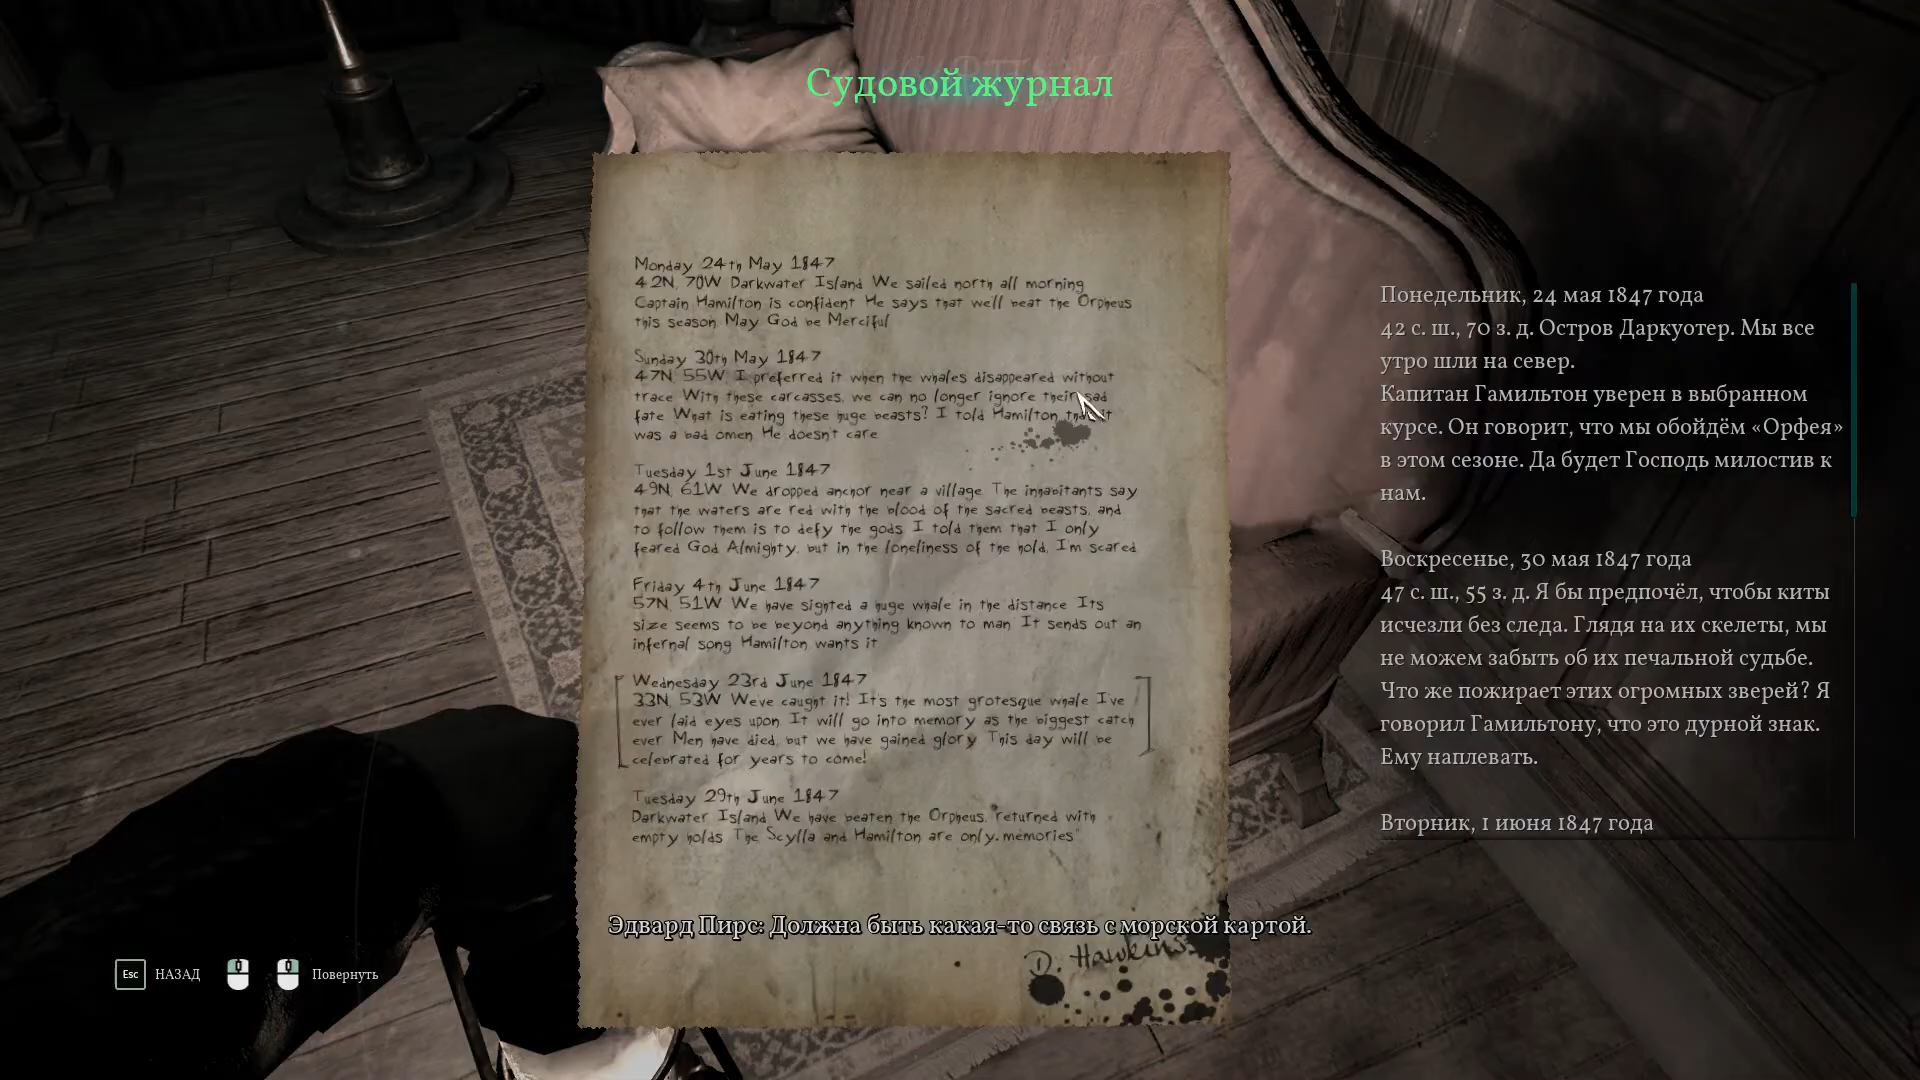 Судовой журнал
Monday 24th May 1847
42N, 70W Darkwater Island We sailed north all morning
Captain Hamilton is confident He says that we'll beat the Orpheus
this season May God be Merciful
Sunday 30th May 1847
47N, 55W I preferred it when the whales disappeared without
trace With these carcasses, we can no longer ignore their sad
fate What is eating these huge beasts? I told Hamilton that it
was a bad omen He doesn't care
Tuesday 1st June 1847
49N, 61W We dropped anchor near a village The inhabitants say
that the waters are red with the blood of the sacred beasts, and
to follow them is to defy the gods I told them that I only
feared God Almighty, but in the loneliness of the hold, I'm scared
Friday 4th June 1847
57N, 51W We have sighted a huge whale in the distance Its
size seems to be beyond anything known to man It sends out an
infernal song Hamilton wants it
Wednesday 23rd June 1847
33N, 53W We've caught it! It's the most grotesque whale I've
ever laid eyes upon It will go into memory as the biggest catch
ever Men have died, but we have gained glory This day will be
celebrated for years to come!
Tuesday 29th June 1847
Darkwater Island We have beaten the Orpheus, returned with
empty holds The Scylla and Hamilton are only memories"
D. Hawkins
Понедельник, 24 мая 1847 года
42 с. ш., 70 з. д. Остров Даркуотер. Мы все
утро шли на север.
Капитан Гамильтон уверен в выбранном
курсе. Он говорит, что мы обойдём «Орфея»
в этом сезоне. Да будет Господь милостив к
нам.
Воскресенье, 30 мая 1847 года
47 с. ш., 55 з. д. Я бы предпочёл, чтобы киты
исчезли без следа. Глядя на их скелеты, мы
не можем забыть об их печальной судьбе.
Что же пожирает этих огромных зверей? Я
говорил Гамильтону, что это дурной знак.
Ему наплевать.
Вторник, 1 июня 1847 года
Эдвард Пирс: Должна быть какая-то связь с морской картой.
Esc НАЗАД Повернуть